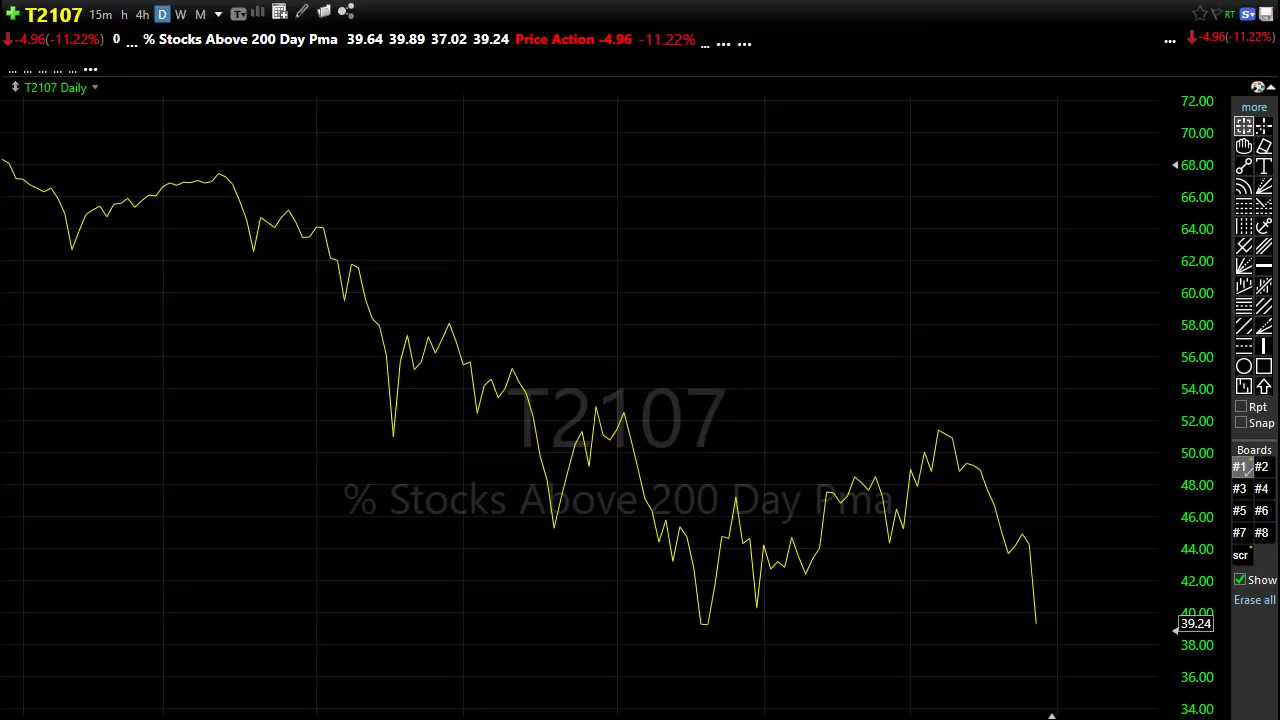 T2107 15m h 4h D W M T RT S
-4.96(-11.22%) 0 ... % Stocks Above 200 Day Pma 39.64 39.89 37.02 39.24 Price Action -4.96 -11.22% ... ... ... ... -4.96(-11.22%)
... ... ... ... ... ...
T2107 Daily
more
72.00
70.00
68.00
66.00
64.00
62.00
60.00
58.00
56.00
54.00
52.00
50.00
48.00
46.00
44.00
42.00
40.00
39.24
38.00
36.00
34.00
T2107
% Stocks Above 200 Day Pma
T
Rpt
Snap
Boards
#1 #2
#3 #4
#5 #6
#7 #8
scr
Show
Erase all